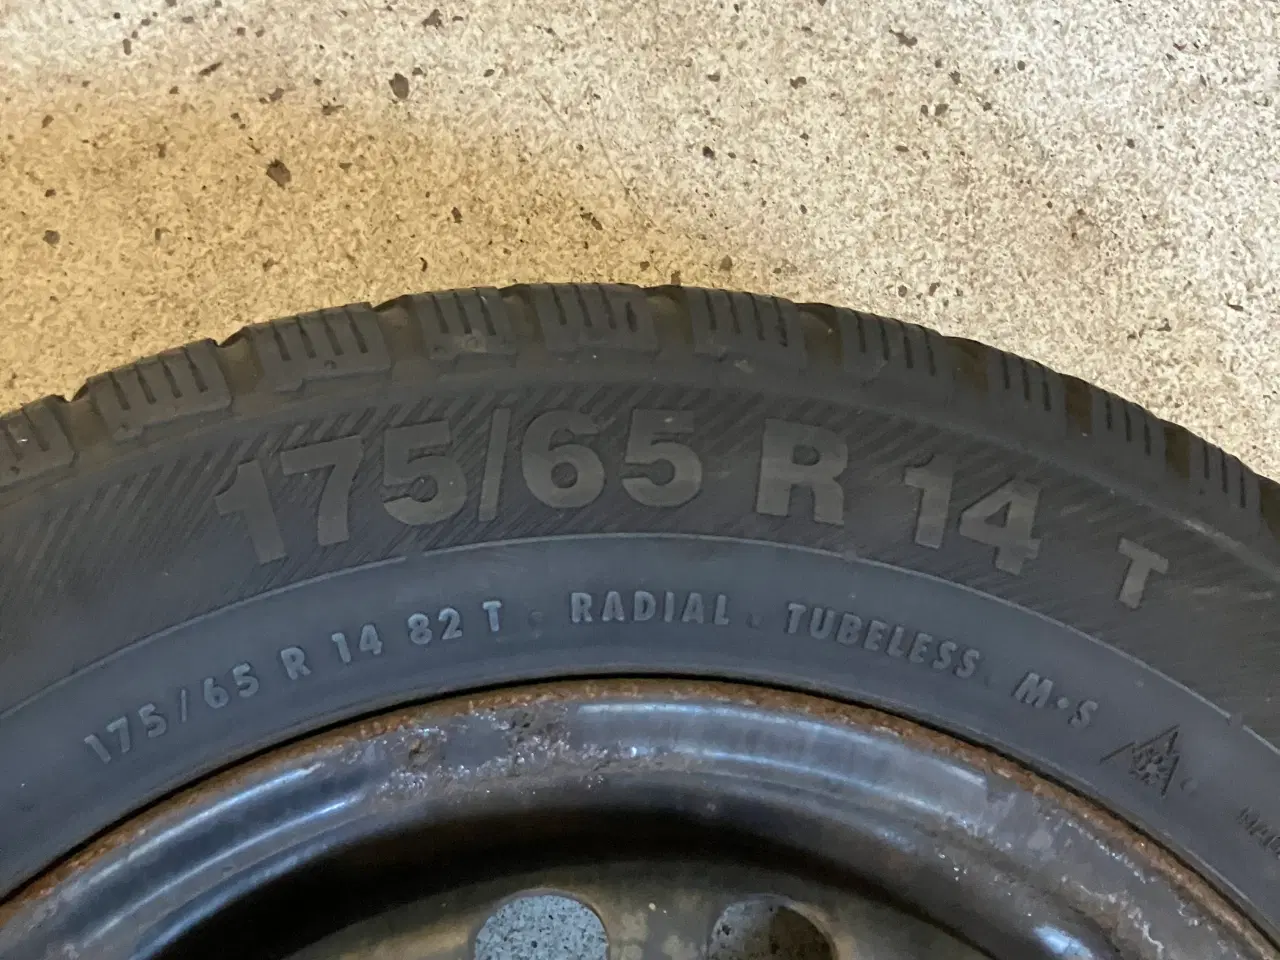 175/65 R 14 T
175/65 R 14 82 T RADIAL TUBELESS M•S